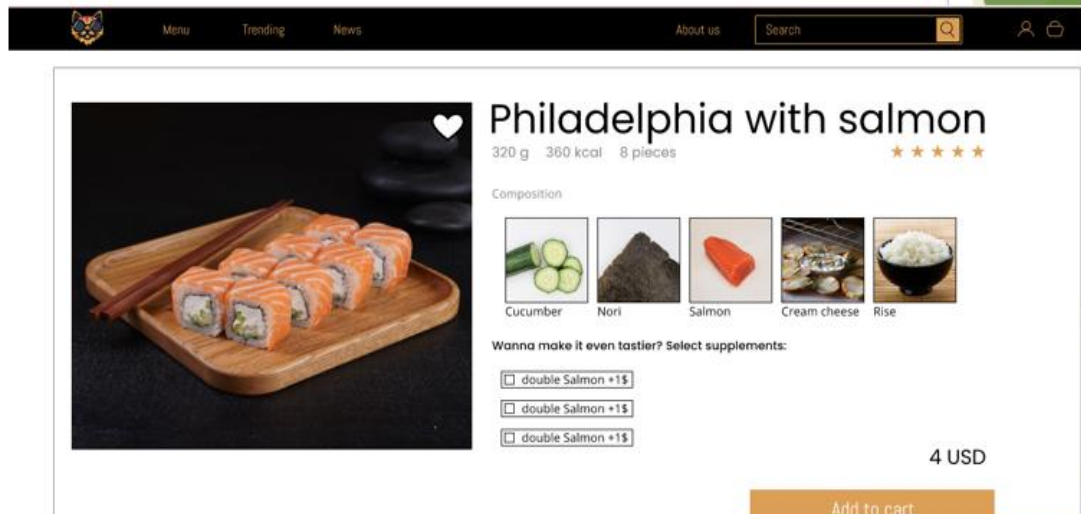 Menu Trending News About us Search
Philadelphia with salmon
320 g 360 kcal 8 pieces
Composition
Cucumber Nori Salmon Cream cheese Rise
Wanna make it even tastier? Select supplements:
double Salmon +1$
double Salmon +1$
double Salmon +1$
4 USD
Add to cart